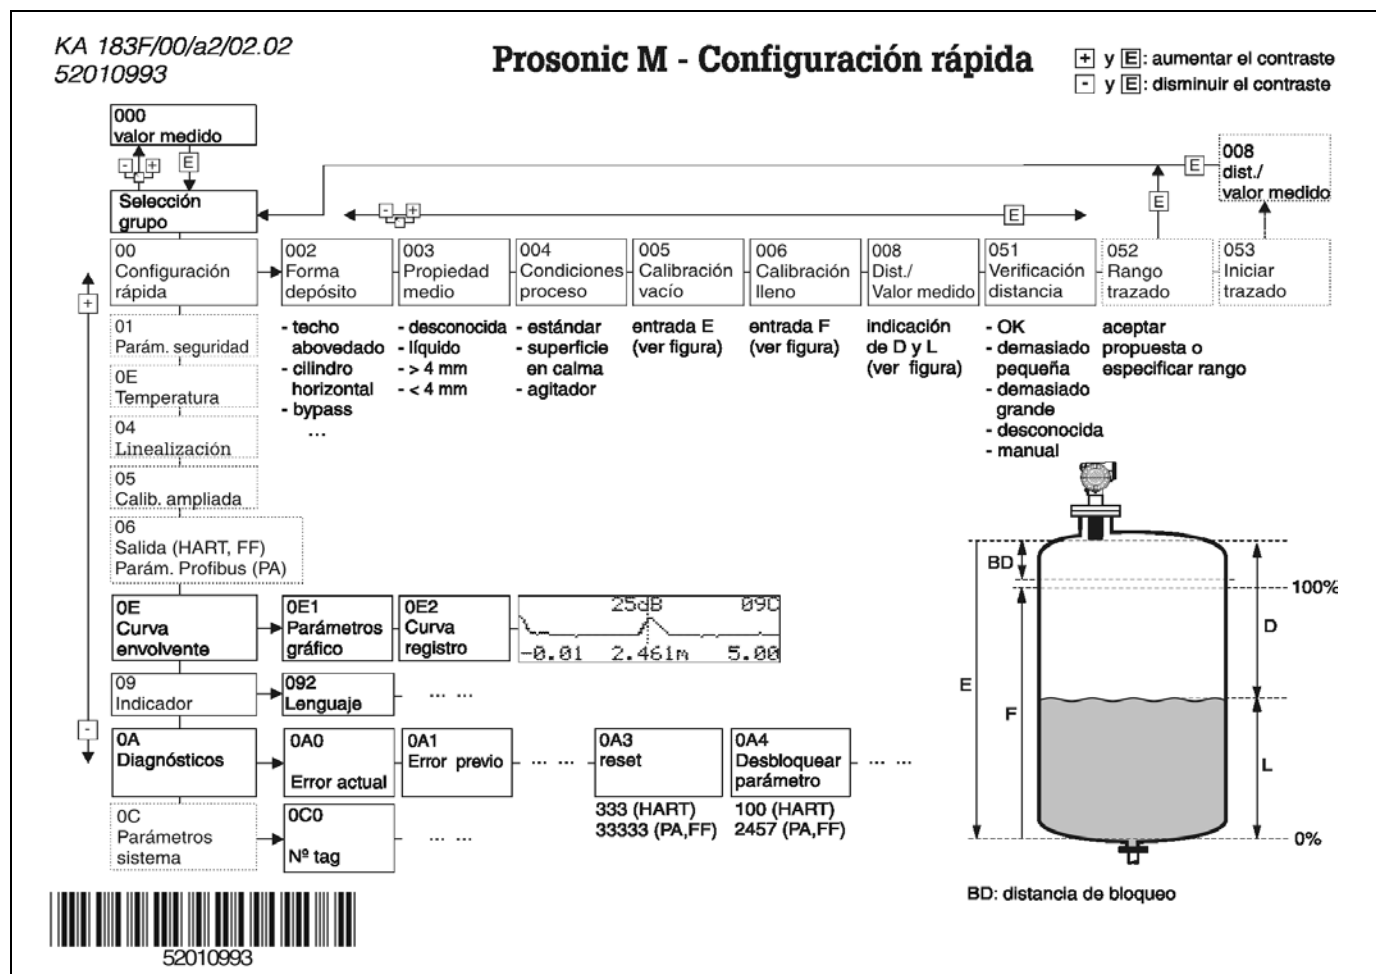 KA 183F/00/a2/02.02
52010993
Prosonic M - Configuración rápida
+ y E: aumentar el contraste
- y E: disminuir el contraste
000
valor medido
- +
E
Selección
grupo
- +
E
E
E
008
dist./
valor medido
00
Configuración
rápida
002
Forma
depósito
003
Propiedad
medio
004
Condiciones
proceso
005
Calibración
vacío
006
Calibración
lleno
008
Dist./
Valor medido
051
Verificación
distancia
052
Rango
trazado
053
Iniciar
trazado
- techo
abovedado
- cilindro
horizontal
- bypass
...
- desconocida
- líquido
- > 4 mm
- < 4 mm
- estándar
- superficie
en calma
- agitador
entrada E
(ver figura)
entrada F
(ver figura)
indicación
de D y L
(ver figura)
- OK
- demasiado
pequeña
- demasiado
grande
- desconocida
- manual
aceptar
propuesta o
especificar rango
+
-
01
Parám. seguridad
0E
Temperatura
04
Linealización
05
Calib. ampliada
06
Salida (HART, FF)
Parám. Profibus (PA)
0E
Curva
envolvente
0E1
Parámetros
gráfico
0E2
Curva
registro
25dB 09C
-0.01 2.461m 5.00
09
Indicador
092
Lenguaje
... ...
0A
Diagnósticos
0A0
Error actual
0A1
Error previo
... ...
0A3
reset
333 (HART)
33333 (PA,FF)
0A4
Desbloquear
parámetro
100 (HART)
2457 (PA,FF)
... ...
0C
Parámetros
sistema
0C0
Nº tag
... ...
BD
100%
D
E
F
L
0%
BD: distancia de bloqueo
52010993